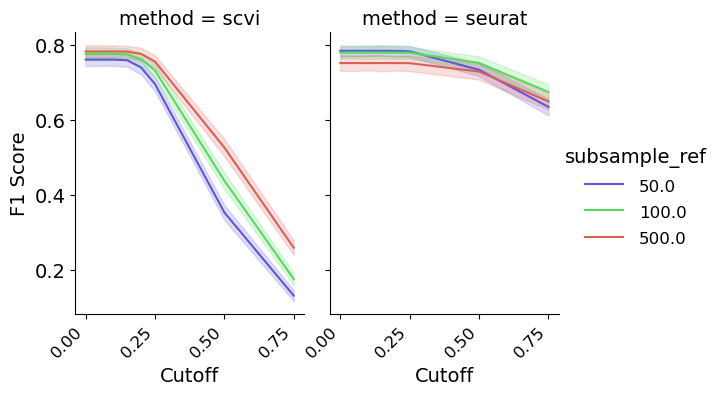 method = scvi
method = seurat
F1 Score
0.8
0.6
0.4
0.2
0.00
0.25
0.50
0.75
Cutoff
0.00
0.25
0.50
0.75
Cutoff
subsample_ref
50.0
100.0
500.0